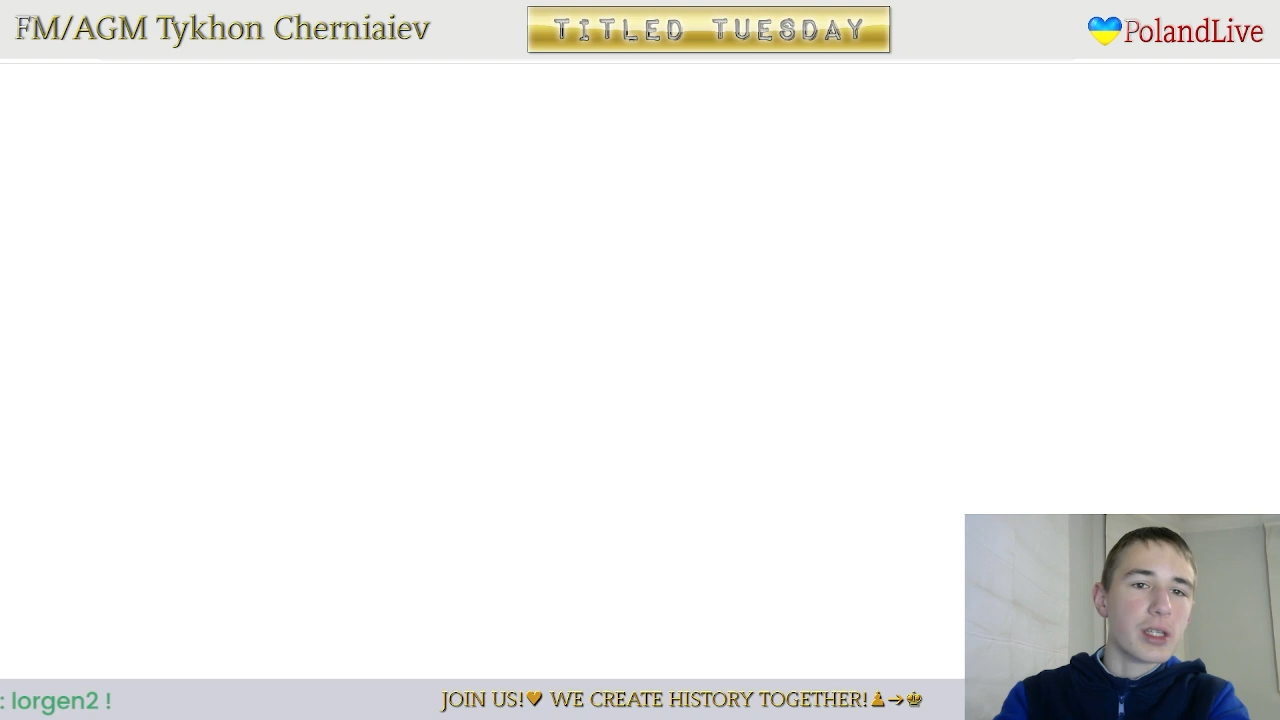 FM/AGM Tykhon Cherniaiev
TITLED TUESDAY
💙PolandLive
: lorgen2 !
JOIN US!♥ WE CREATE HISTORY TOGETHER!♟➔♚